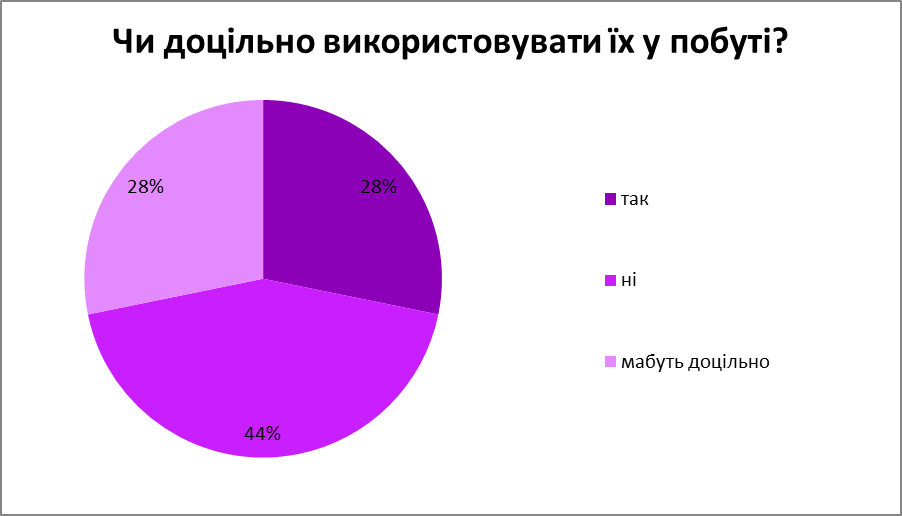 Чи доцільно використовувати їх у побуті?
28%
28%
44%
так
ні
мабуть доцільно